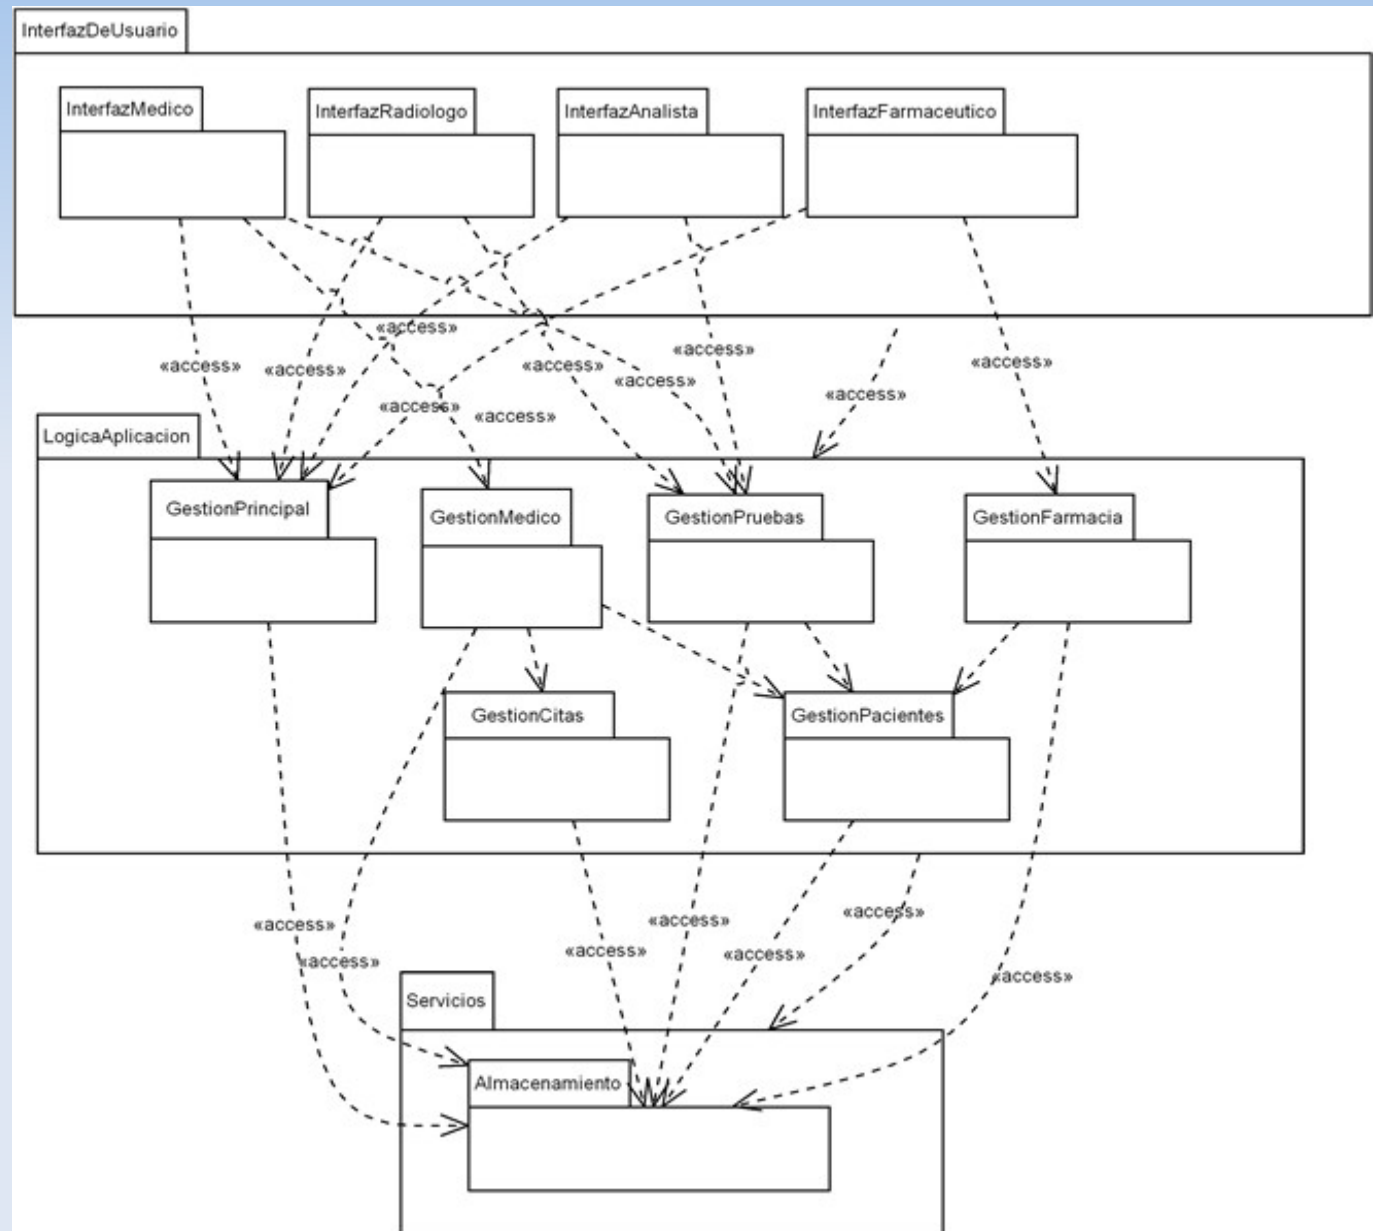 InterfazDeUsuario
InterfazMedico
InterfazRadiologo
InterfazAnalista
InterfazFarmaceutico
«access»
«access»
«access»
«access»
«access»
«access»
«access»
«access»
«access»
«access»
LogicaAplicacion
GestionPrincipal
GestionMedico
GestionPruebas
GestionFarmacia
GestionCitas
GestionPacientes
«access»
«access»
«access»
«access»
«access»
«access»
«access»
Servicios
Almacenamiento